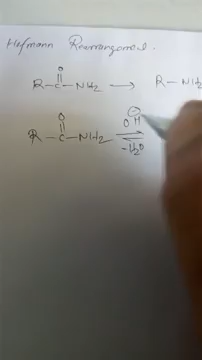 Hofmann Rearrangement.
O
R-C-NH2 → R-NH2
O
R-C-NH2 ⇌ OH⊖ -H2O